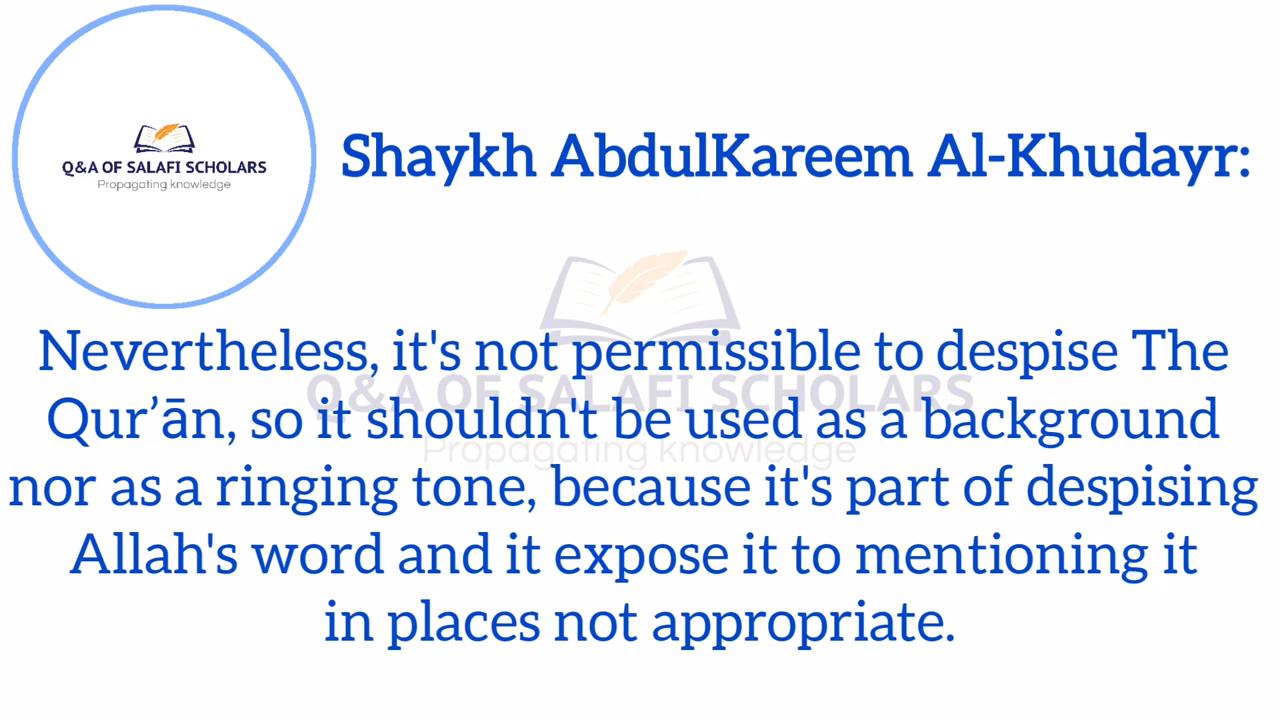 Q&A OF SALAFI SCHOLARS
Propagating knowledge
Shaykh AbdulKareem Al-Khudayr:
Nevertheless, it's not permissible to despise The
Qur’ān, so it shouldn't be used as a background
nor as a ringing tone, because it's part of despising
Allah's word and it expose it to mentioning it
in places not appropriate.
Q&A OF SALAFI SCHOLARS
Propagating knowledge